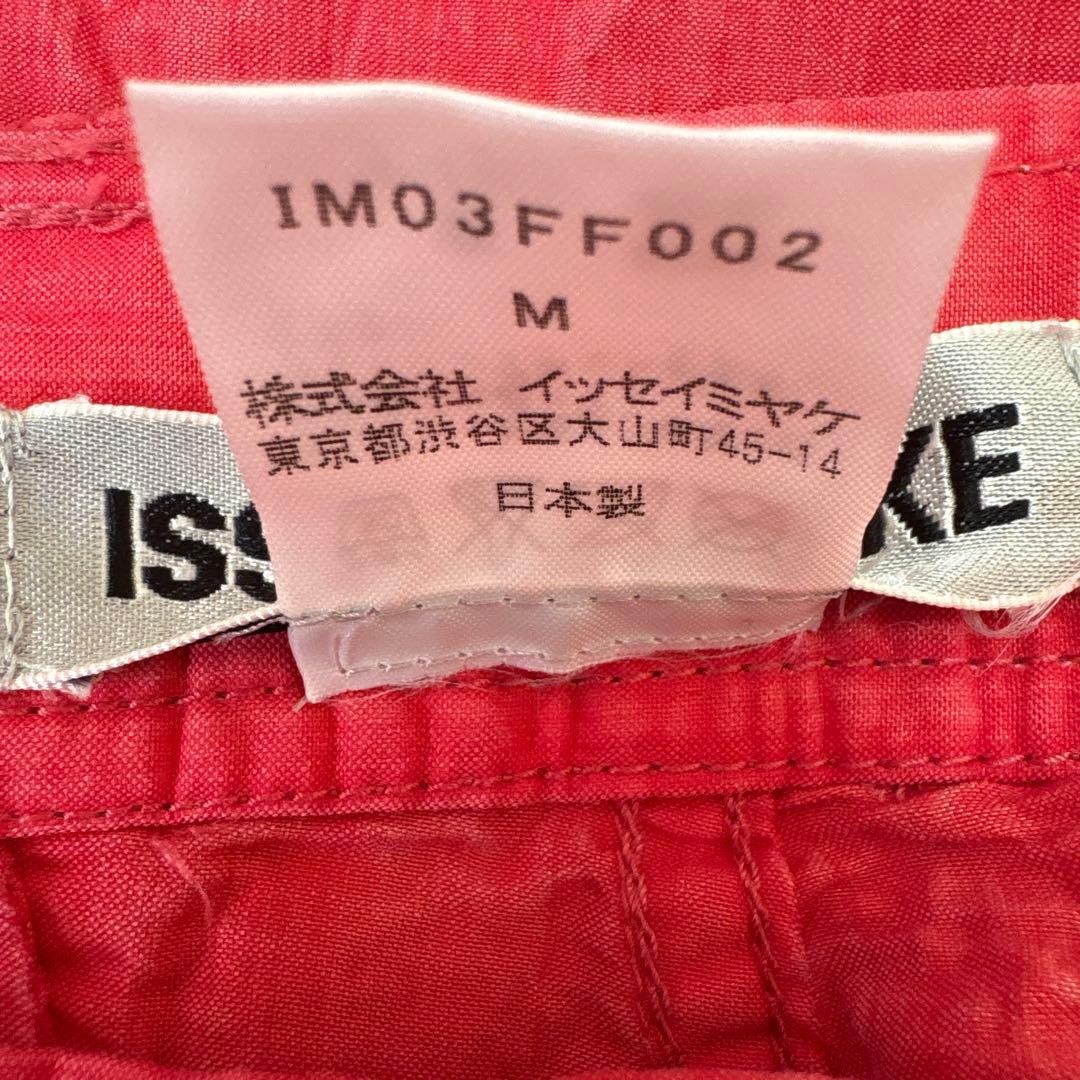 IM03FF002
M
株式会社 イッセイミヤケ
東京都渋谷区大山町45-14
日本製
ISS KE